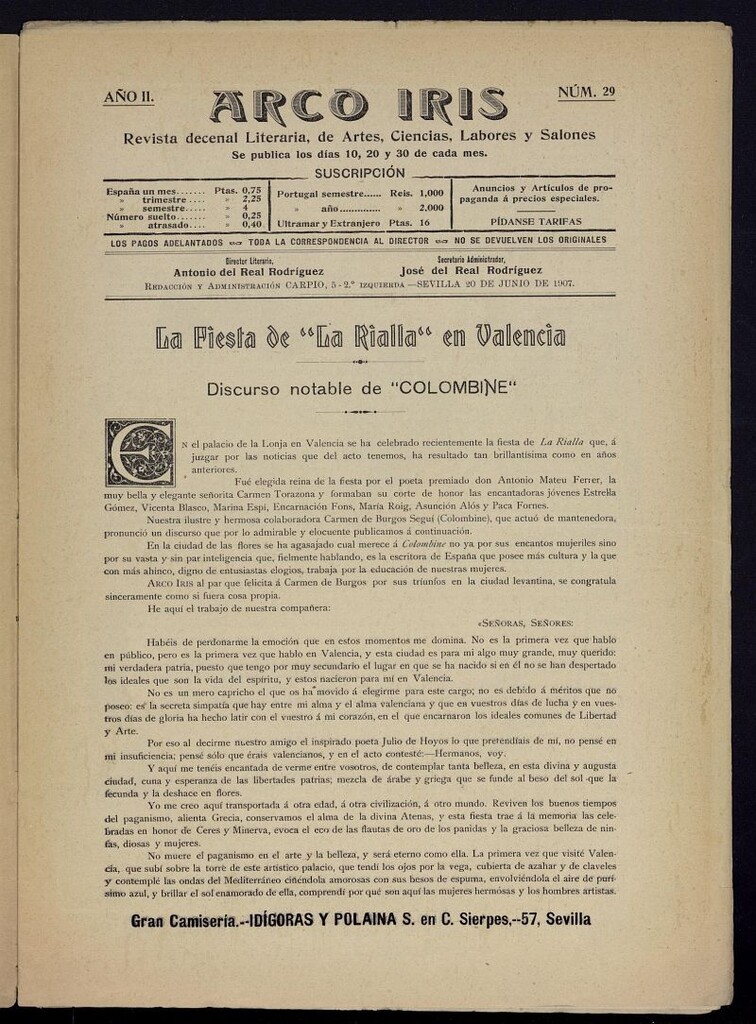 AÑO II.
ARCO IRIS
NÚM. 29
Revista decenal Literaria, de Artes, Ciencias, Labores y Salones
Se publica los días 10, 20 y 30 de cada mes.
SUSCRIPCIÓN
España un mes....... Ptas. 0,75
» trimestre .... » 2,25
» semestre.... » 4
Número suelto....... » 0,25
» atrasado.... » 0,40
Portugal semestre...... Reis. 1,000
» año.............. » 2,000
Ultramar y Extranjero Ptas. 16
Anuncios y Artículos de pro-
paganda á precios especiales.
PÍDANSE TARIFAS
LOS PAGOS ADELANTADOS TODA LA CORRESPONDENCIA AL DIRECTOR NO SE DEVUELVEN LOS ORIGINALES
Director Literario,
Antonio del Real Rodríguez
Secretario Administrador,
José del Real Rodríguez
REDACCIÓN Y ADMINISTRACIÓN CARPIO, 5 - 2.º IZQUIERDA —SEVILLA 20 DE JUNIO DE 1907.
La Fiesta de "La Rialla" en Valencia
Discurso notable de "COLOMBINE"
EN el palacio de la Lonja en Valencia se ha celebrado recientemente la fiesta de La Rialla que, á
juzgar por las noticias que del acto tenemos, ha resultado tan brillantísima como en años
anteriores.
Fué elegida reina de la fiesta por el poeta premiado don Antonio Mateu Ferrer, la
muy bella y elegante señorita Carmen Torazona y formaban su corte de honor las encantadoras jóvenes Estrella
Gómez, Vicenta Blasco, Marina Espí, Encarnación Fons, María Roig, Asunción Alós y Paca Fornes.
Nuestra ilustre y hermosa colaboradora Carmen de Burgos Seguí (Colombine), que actuó de mantenedora,
pronunció un discurso que por lo admirable y elocuente publicamos á continuación.
En la ciudad de las flores se ha agasajado cual merece á Colombine no ya por sus encantos mujeriles sino
por su vasta y sin par inteligencia que, fielmente hablando, es la escritora de España que posee más cultura y la que
con más ahinco, digno de entusiastas elogios, trabaja por la educación de nuestras mujeres.
ARCO IRIS al par que felicita á Carmen de Burgos por sus triunfos en la ciudad levantina, se congratula
sinceramente como si fuera cosa propia.
He aquí el trabajo de nuestra compañera:
«SEÑORAS, SEÑORES:
Habéis de perdonarme la emoción que en estos momentos me domina. No es la primera vez que hablo
en público, pero es la primera vez que hablo en Valencia, y esta ciudad es para mi algo muy grande, muy querido:
mi verdadera patria, puesto que tengo por muy secundario el lugar en que se ha nacido si en él no se han despertado
los ideales que son la vida del espíritu, y estos nacieron para mí en Valencia.
No es un mero capricho el que os ha movido á elegirme para este cargo; no es debido á méritos que no
poseo: es la secreta simpatía que hay entre mi alma y el alma valenciana y que en vuestros días de lucha y en vues-
tros días de gloria ha hecho latir con el vuestro á mi corazón, en el que encarnaron los ideales comunes de Libertad
y Arte.
Por eso al decirme nuestro amigo el inspirado poeta Julio de Hoyos lo que pretendíais de mí, no pensé en
mi insuficiencia; pensé sólo que érais valencianos, y en el acto contesté:—Hermanos, voy.
Y aquí me tenéis encantada de verme entre vosotros, de contemplar tanta belleza, en esta divina y augusta
ciudad, cuna y esperanza de las libertades patrias; mezcla de árabe y griega que se funde al beso del sol que la
fecunda y la deshace en flores.
Yo me creo aquí transportada á otra edad, á otra civilización, á otro mundo. Reviven los buenos tiempos
del paganismo, alienta Grecia, conservamos el alma de la divina Atenas, y esta fiesta trae á la memoria las cele-
bradas en honor de Ceres y Minerva, evoca el eco de las flautas de oro de los panidas y la graciosa belleza de nin-
fas, diosas y mujeres.
No muere el paganismo en el arte y la belleza, y será eterno como ella. La primera vez que visité Valen-
cia, que subí sobre la torre de este artístico palacio, que tendí los ojos por la vega, cubierta de azahar y de claveles
y contemplé las ondas del Mediterráneo ciñéndola amorosas con sus besos de espuma, envolviéndola el aire de purí-
simo azul, y brillar el sol enamorado de ella, comprendí por qué son aquí las mujeres hermosas y los hombres artistas.
Gran Camisería.--IDÍGORAS Y POLAINA S. en C. Sierpes,--57, Sevilla